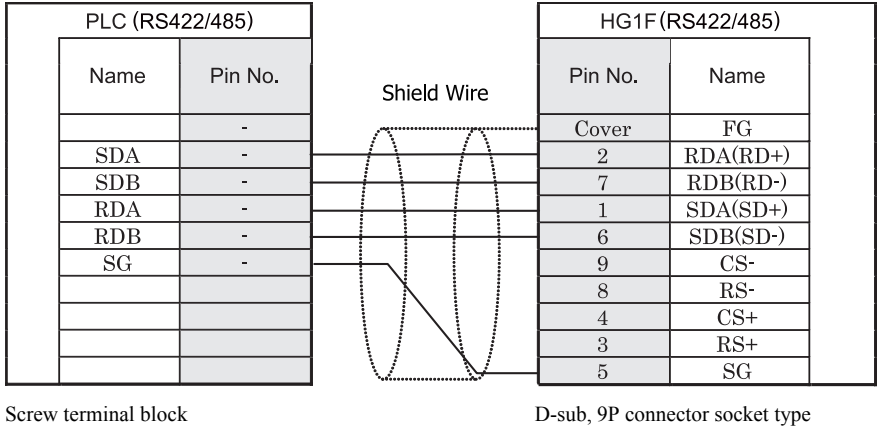 PLC (RS422/485)
HG1F(RS422/485)
Name Pin No.
Shield Wire
Pin No. Name
- Cover FG
SDA - 2 RDA(RD+)
SDB - 7 RDB(RD-)
RDA - 1 SDA(SD+)
RDB - 6 SDB(SD-)
SG - 9 CS-
8 RS-
4 CS+
3 RS+
5 SG
Screw terminal block
D-sub, 9P connector socket type